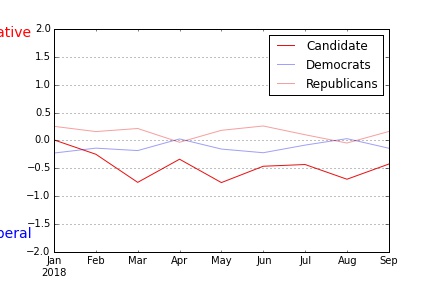 ative
2.0
1.5
1.0
0.5
0.0
−0.5
−1.0
−1.5
−2.0
beral
Candidate
Democrats
Republicans
Jan Feb Mar Apr May Jun Jul Aug Sep
2018